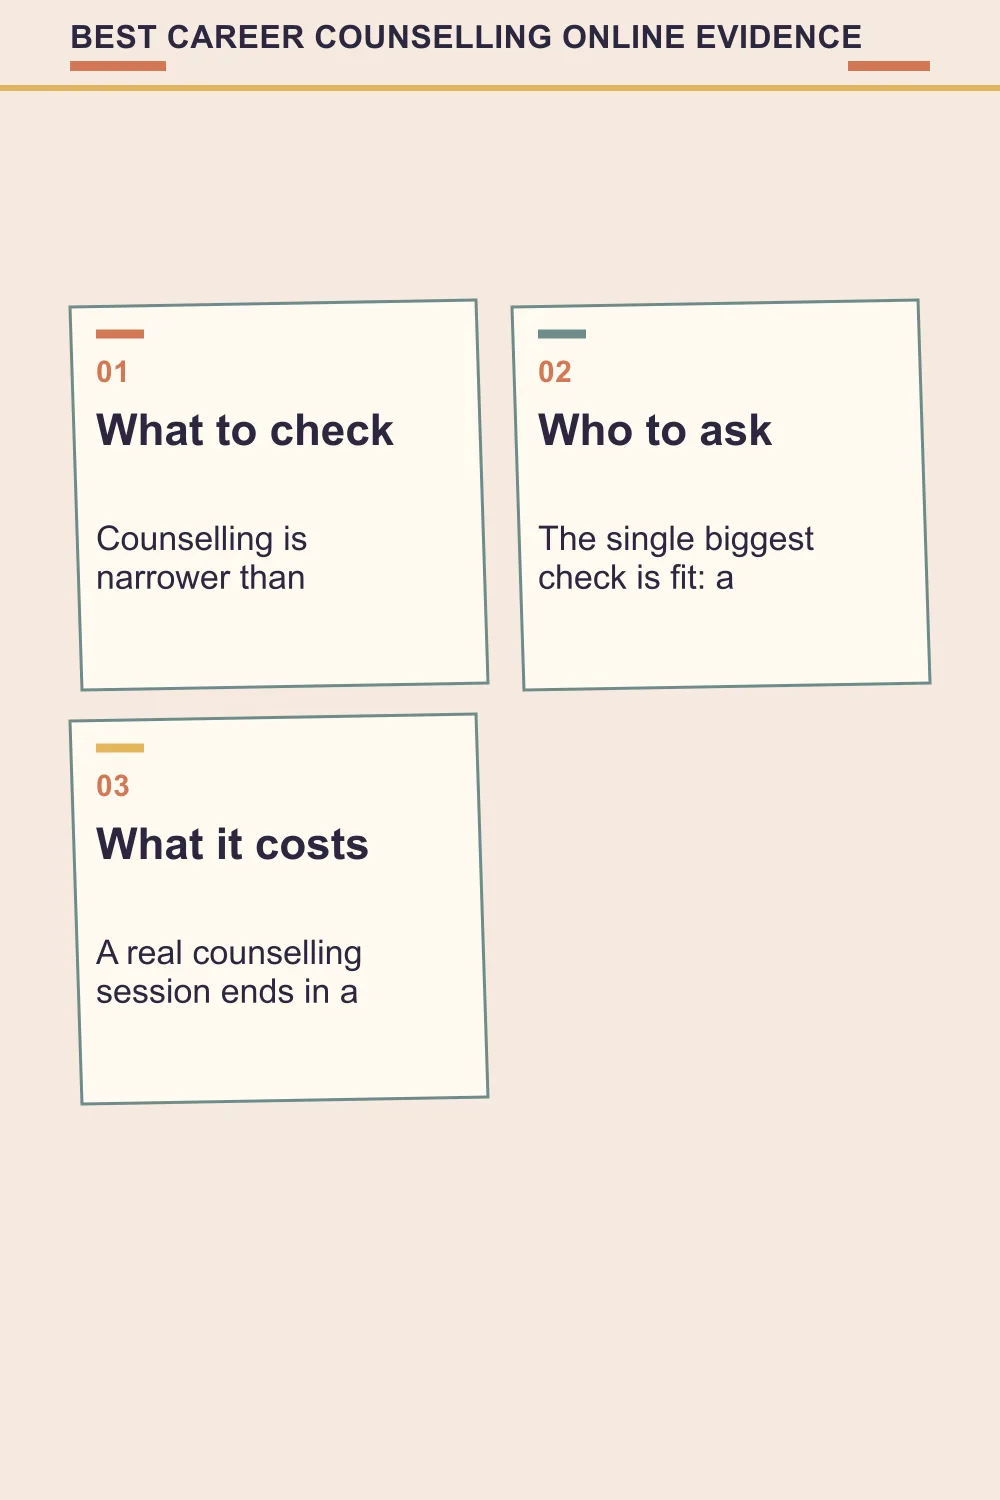 BEST CAREER COUNSELLING ONLINE EVIDENCE
01
What to check
Counselling is
narrower than
02
Who to ask
The single biggest
check is fit: a
03
What it costs
A real counselling
session ends in a